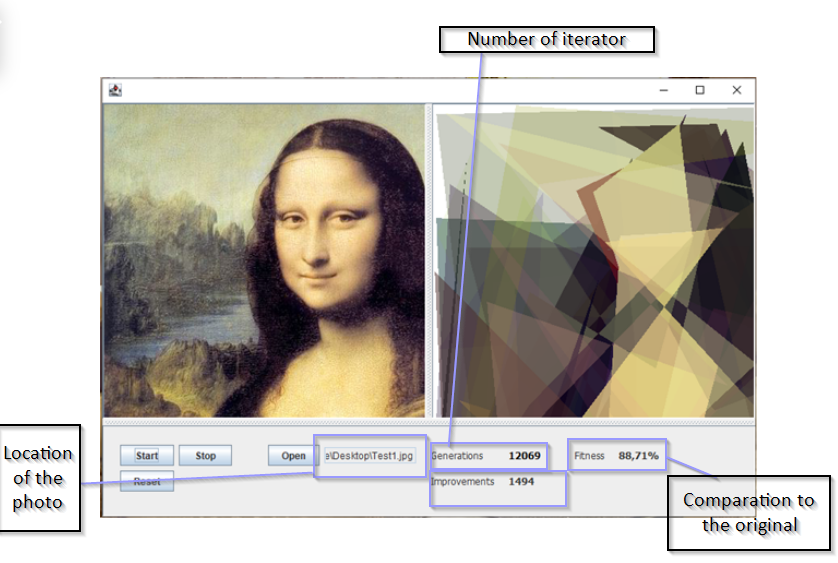 Number of iterator
Start
Stop
Open
e\Desktop\Test1.jpg
Generations
12069
Fitness
88,71%
Reset
Improvements
1494
Location
of the
photo
Comparation to
the original